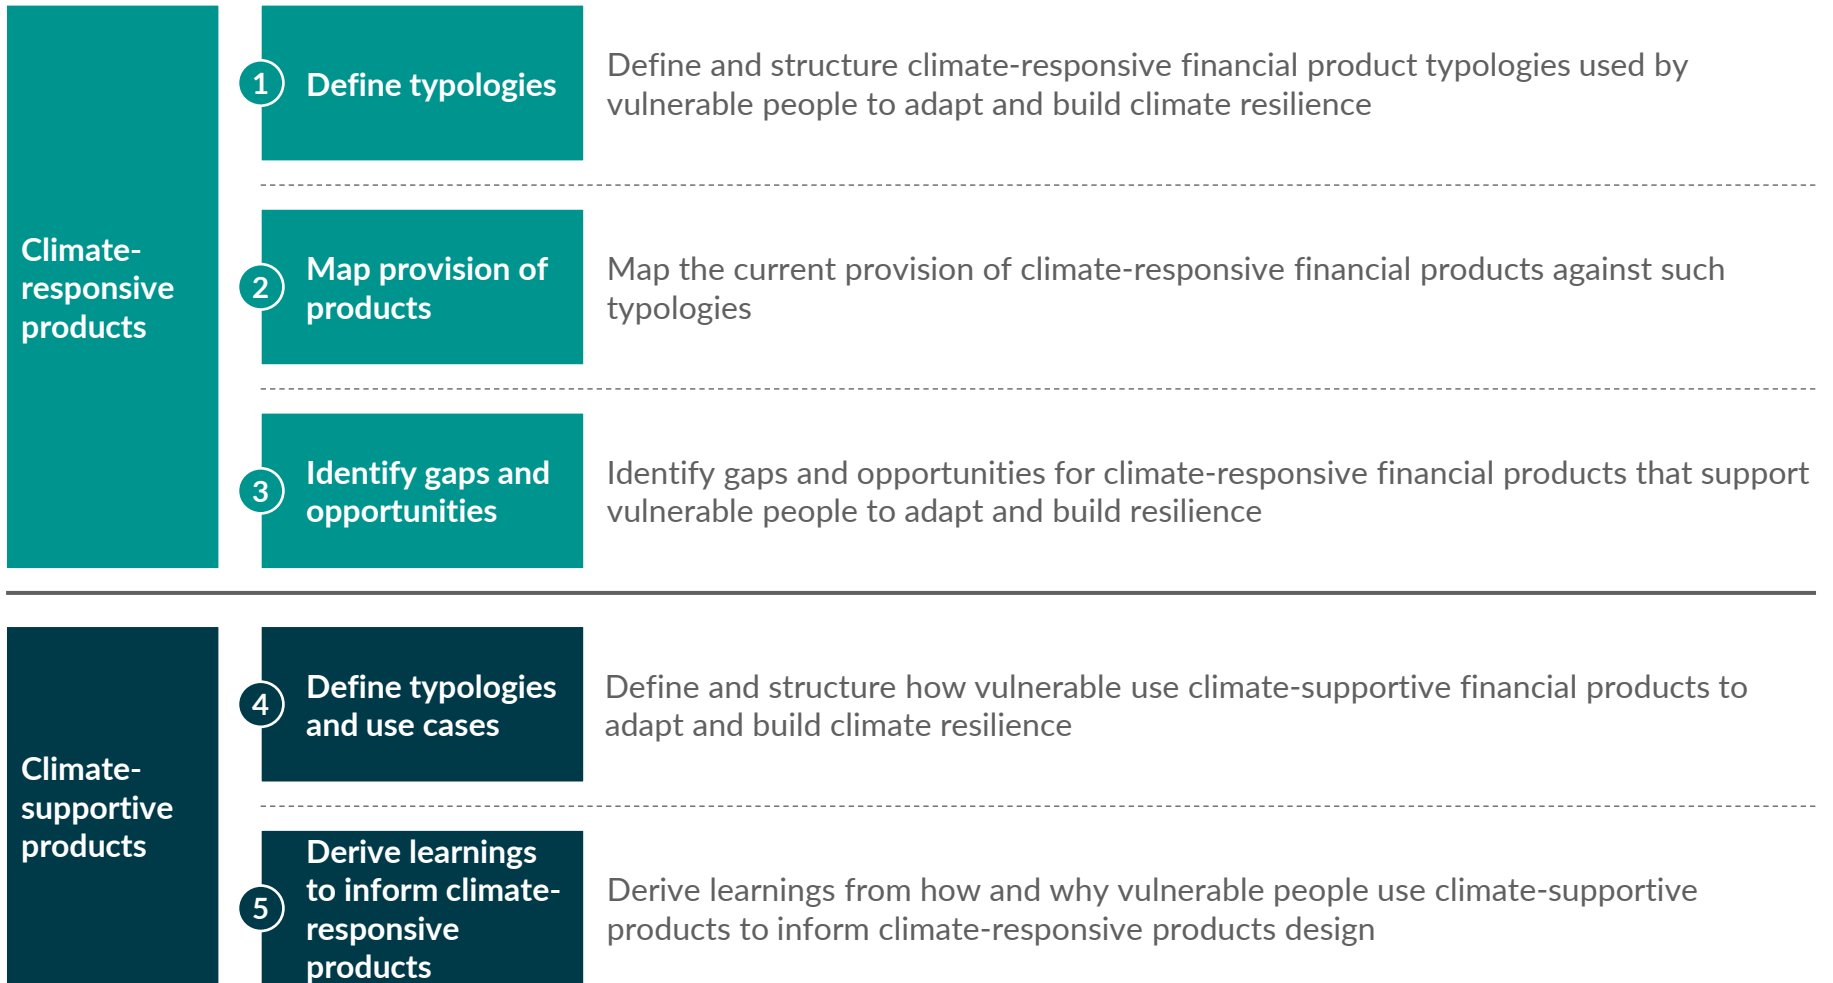 Climate-
responsive
products
1
Define typologies
Define and structure climate-responsive financial product typologies used by
vulnerable people to adapt and build climate resilience
2
Map provision of
products
Map the current provision of climate-responsive financial products against such
typologies
3
Identify gaps and
opportunities
Identify gaps and opportunities for climate-responsive financial products that support
vulnerable people to adapt and build resilience
Climate-
supportive
products
4
Define typologies
and use cases
Define and structure how vulnerable use climate-supportive financial products to
adapt and build climate resilience
5
Derive learnings
to inform climate-
responsive
products
Derive learnings from how and why vulnerable people use climate-supportive
products to inform climate-responsive products design